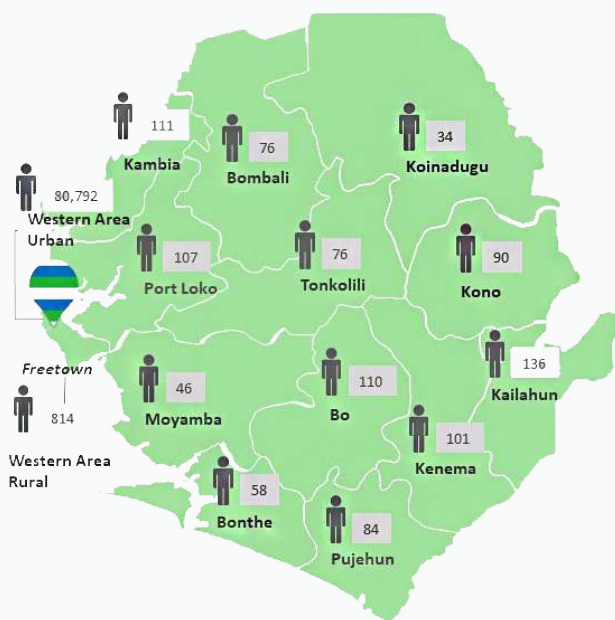 111
Kambia
76
Bombali
34
Koinadugu
80,792
Western Area
Urban
107
Port Loko
76
Tonkolili
90
Kono
Freetown
814
Western Area
Rural
46
Moyamba
110
Bo
136
Kailahun
101
Kenema
58
Bonthe
84
Pujehun